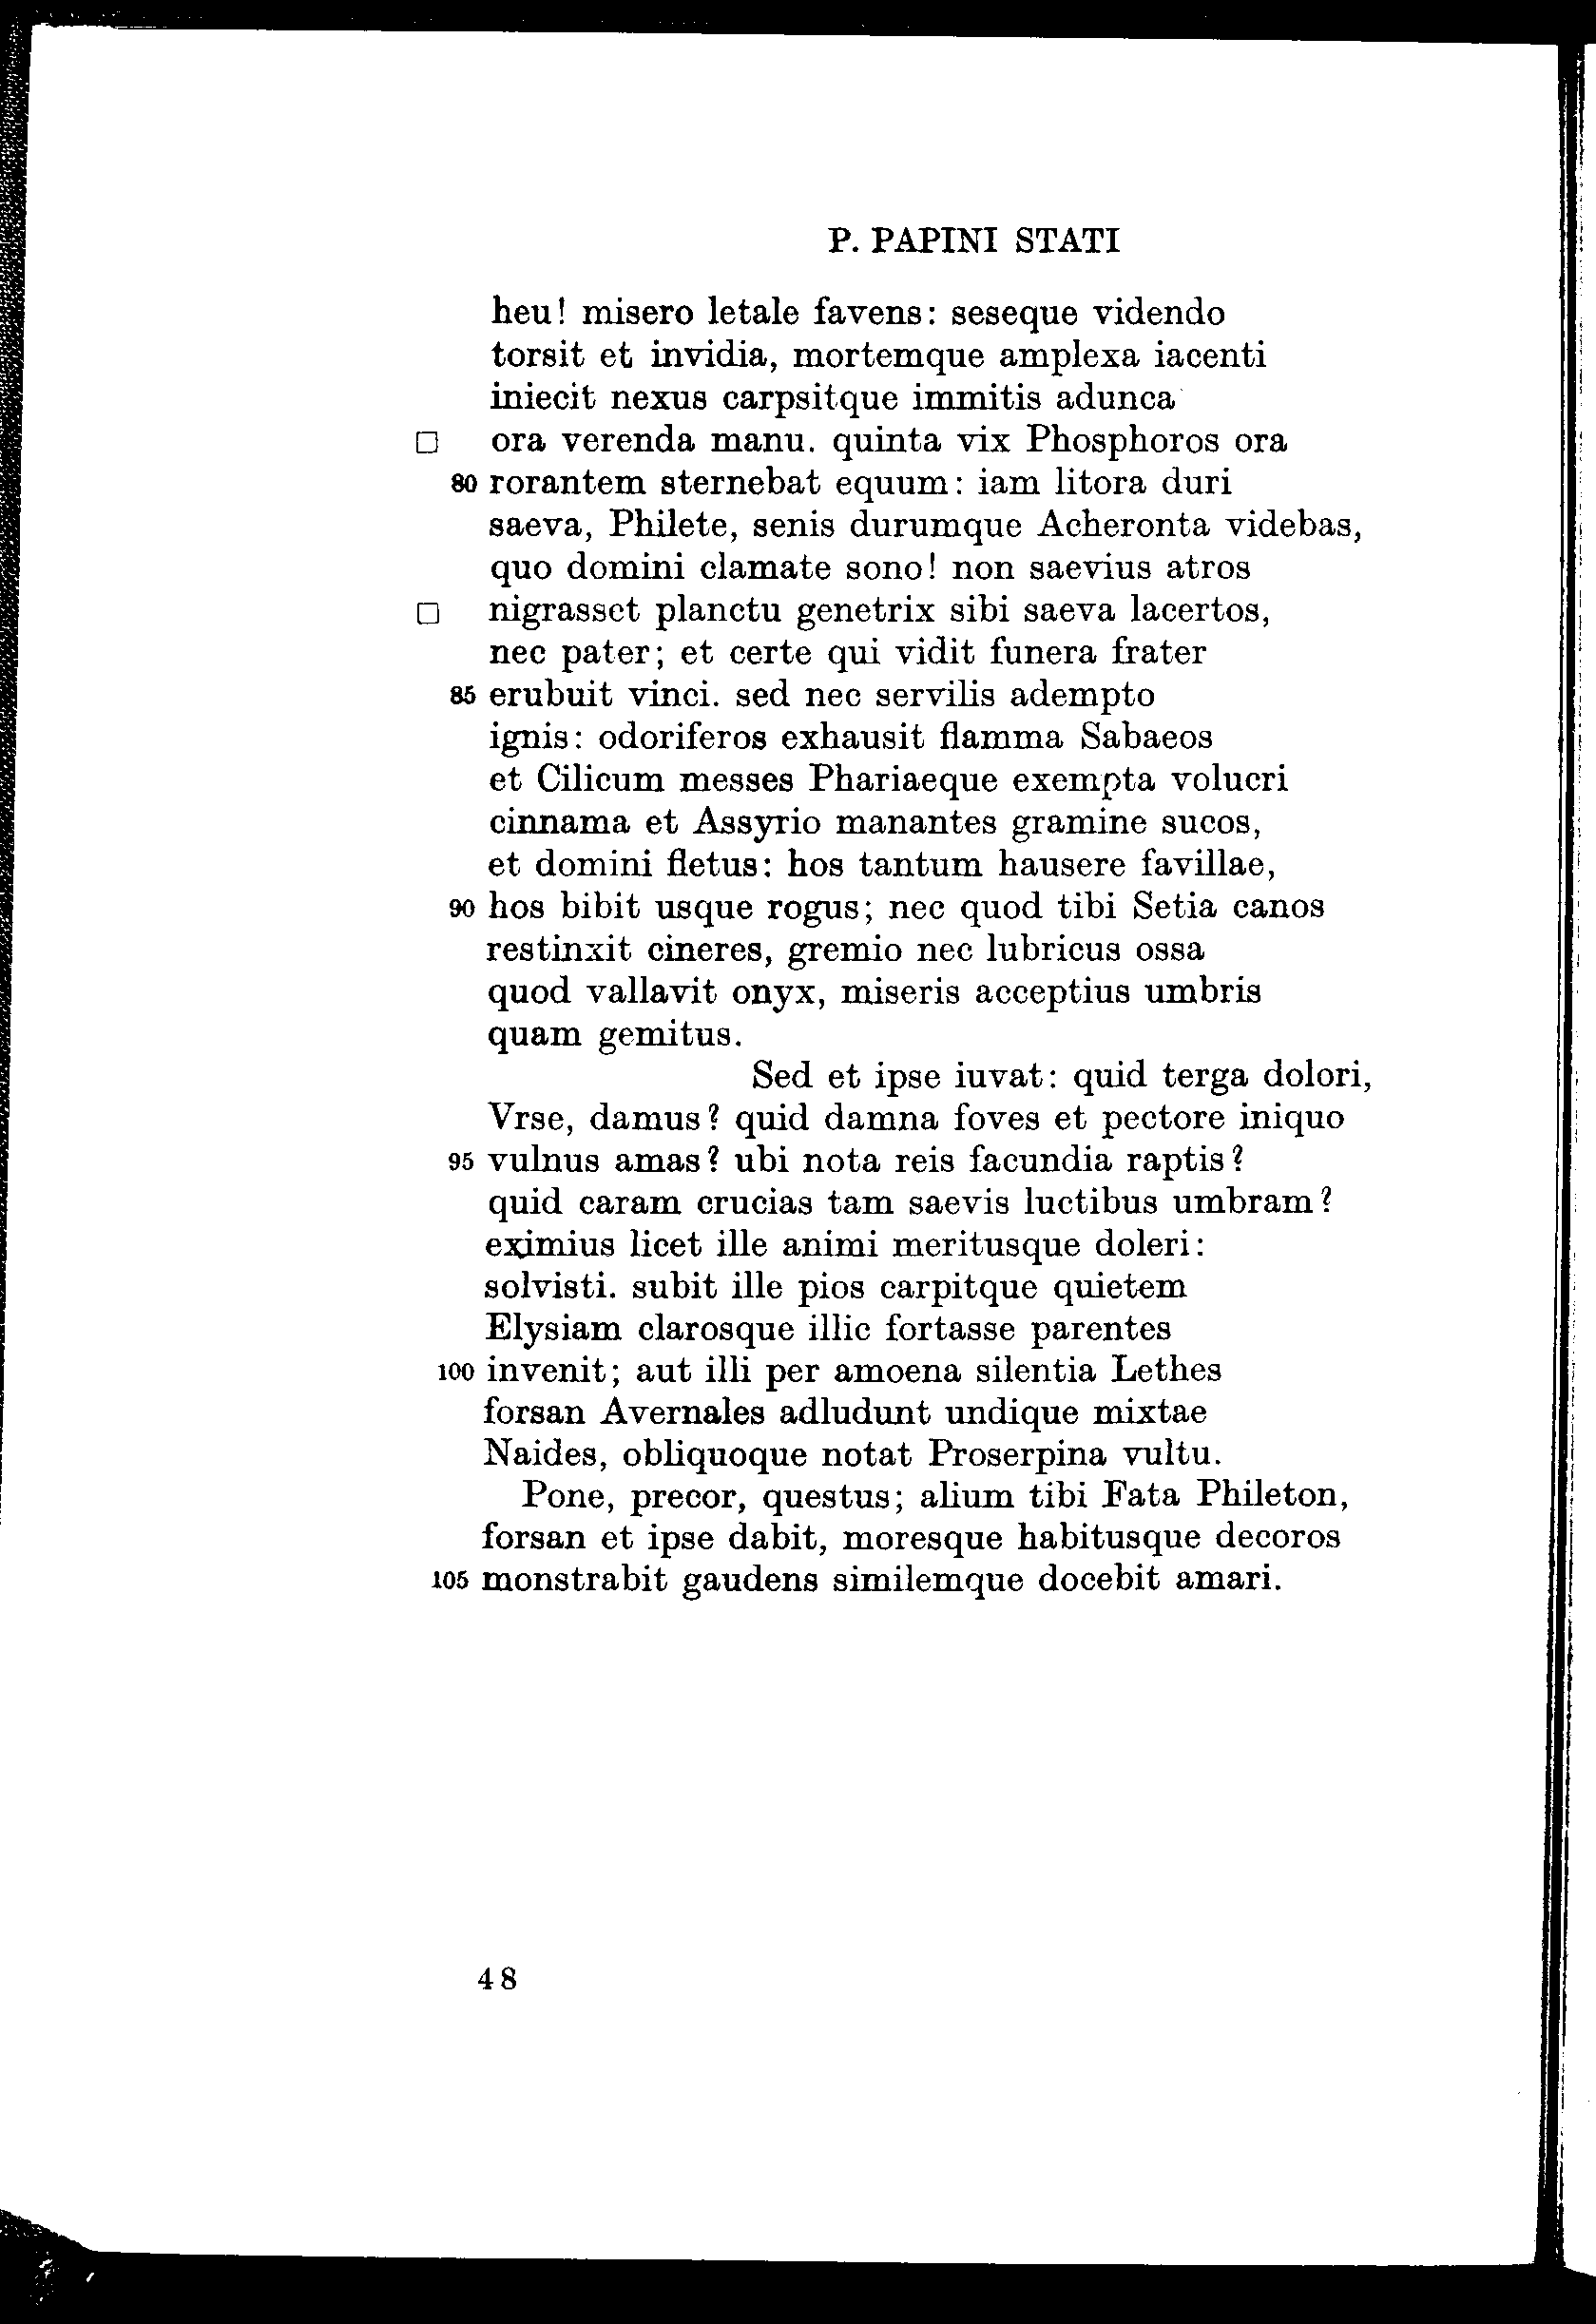 P. PAPINI STATI
heu! misero letale favens: seseque videndo
torsit et invidia, mortemque amplexa iacenti
iniecit nexus carpsitque immitis adunca
□ ora verenda manu. quinta vix Phosphoros ora
80 rorantem sternebat equum: iam litora duri
saeva, Philete, senis durumque Acheronta videbas,
quo domini clamate sono! non saevius atros
□ nigrasset planctu genetrix sibi saeva lacertos,
nec pater; et certe qui vidit funera frater
85 erubuit vinci. sed nec servilis adempto
ignis: odoriferos exhausit flamma Sabaeos
et Cilicum messes Phariaeque exempta volucri
cinnama et Assyrio manantes gramine sucos,
et domini fletus: hos tantum hausere favillae,
90 hos bibit usque rogus; nec quod tibi Setia canos
restinxit cineres, gremio nec lubricus ossa
quod vallavit onyx, miseris acceptius umbris
quam gemitus.
Sed et ipse iuvat: quid terga dolori,
Vrse, damus? quid damna foves et pectore iniquo
95 vulnus amas? ubi nota reis facundia raptis?
quid caram crucias tam saevis luctibus umbram?
eximius licet ille animi meritusque doleri:
solvisti. subit ille pios carpitque quietem
Elysiam clarosque illic fortasse parentes
100 invenit; aut illi per amoena silentia Lethes
forsan Avernales adludunt undique mixtae
Naides, obliquoque notat Proserpina vultu.
Pone, precor, questus; alium tibi Fata Phileton,
forsan et ipse dabit, moresque habitusque decoros
105 monstrabit gaudens similemque docebit amari.
48